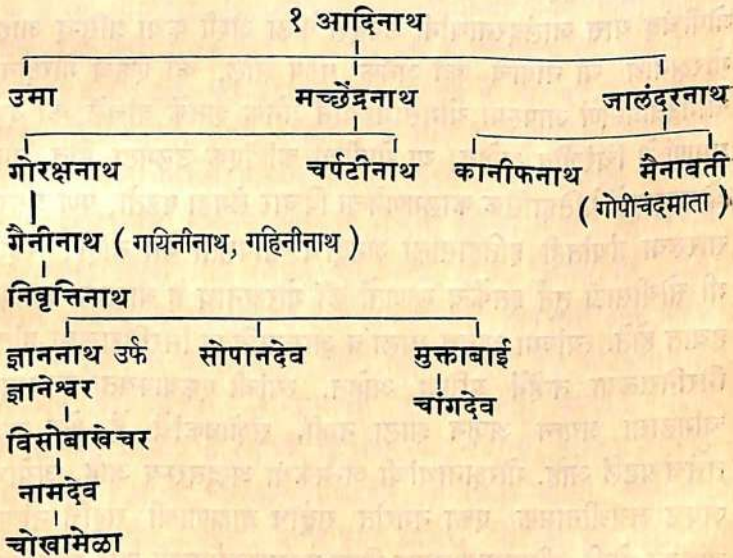 १ आदिनाथ
उमा मच्छेंद्रनाथ जालंदरनाथ
गोरक्षनाथ चर्पटीनाथ कानीफनाथ मैनावती
( गोपीचंदमाता )
गैनीनाथ ( गायिनीनाथ, गहिनीनाथ )
निवृत्तिनाथ
ज्ञाननाथ उर्फ सोपानदेव मुक्ताबाई
ज्ञानेश्वर चांगदेव
विसोबाखेचर
नामदेव
चोखामेळा